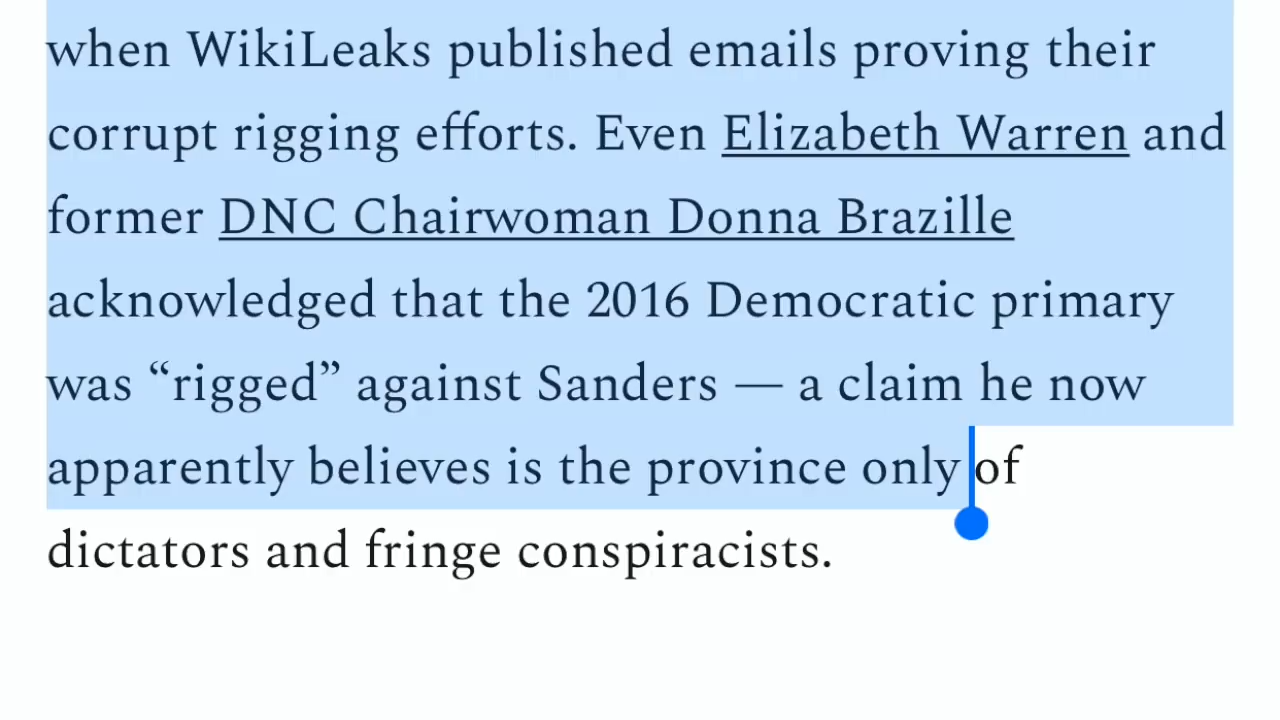 when WikiLeaks published emails proving their
corrupt rigging efforts. Even Elizabeth Warren and
former DNC Chairwoman Donna Brazille
acknowledged that the 2016 Democratic primary
was “rigged” against Sanders — a claim he now
apparently believes is the province only of
dictators and fringe conspiracists.